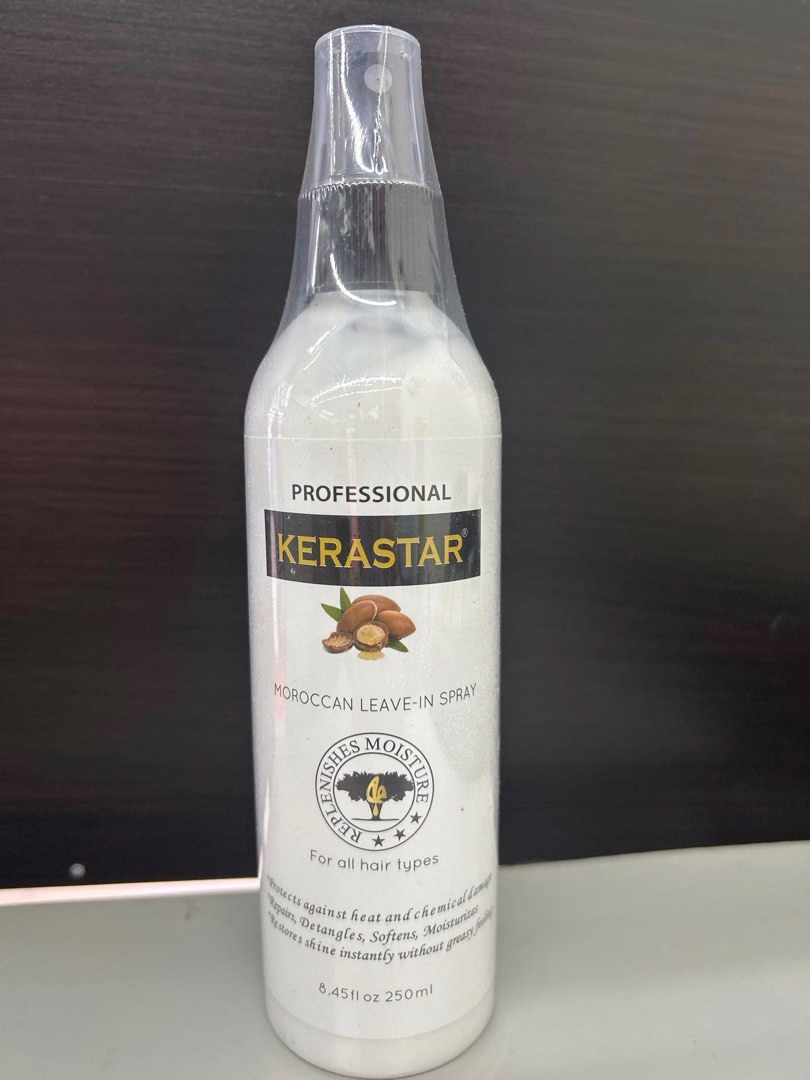 PROFESSIONAL
KERASTAR®
MOROCCAN LEAVE-IN SPRAY
REPLENISHES MOISTURE
For all hair types
*Protects against heat and chemical damage
*Repairs, Detangles, Softens, Moisturizes
*Restores shine instantly without greasy feeling
8.45fl oz 250ml